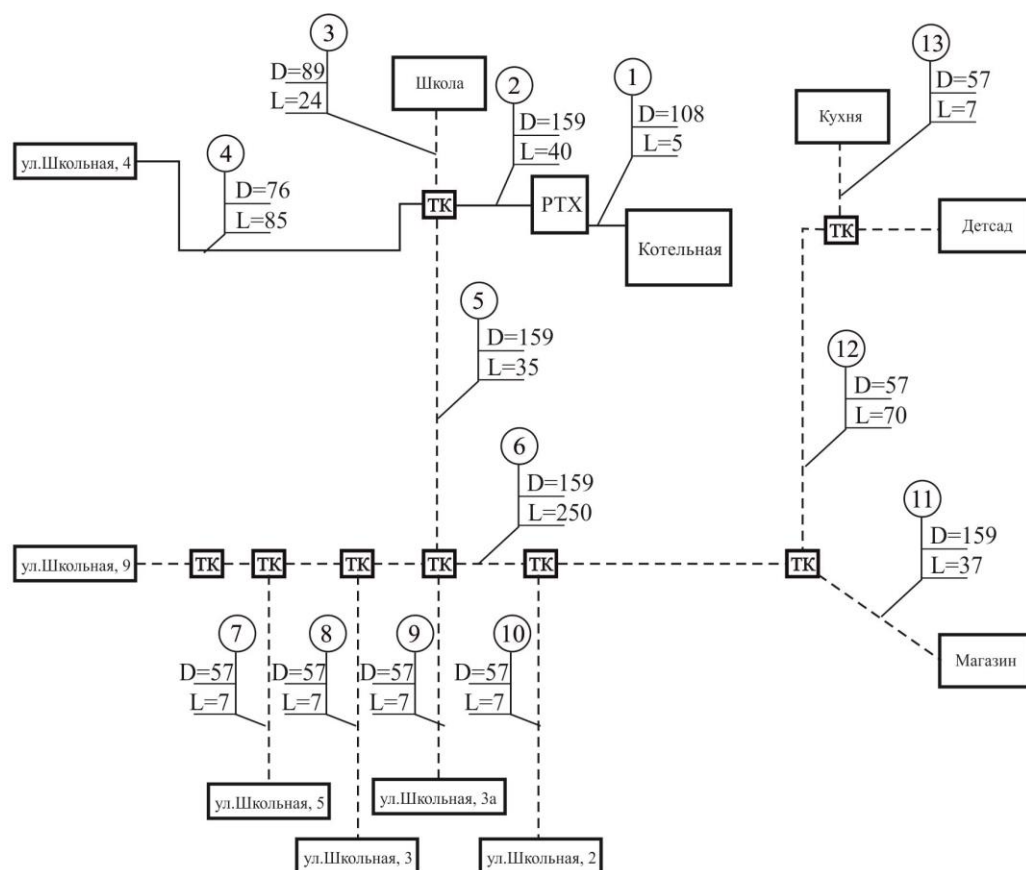 3
D=89
L=24
Школа
2
D=159
L=40
1
D=108
L=5
13
D=57
L=7
Кухня
ул.Школьная, 4
4
D=76
L=85
ТК
РТХ
Котельная
ТК
Детсад
5
D=159
L=35
12
D=57
L=70
6
D=159
L=250
11
D=159
L=37
ул.Школьная, 9
ТК
ТК
ТК
ТК
ТК
ТК
7
D=57
L=7
8
D=57
L=7
9
D=57
L=7
10
D=57
L=7
Магазин
ул.Школьная, 5
ул.Школьная, 3а
ул.Школьная, 3
ул.Школьная, 2